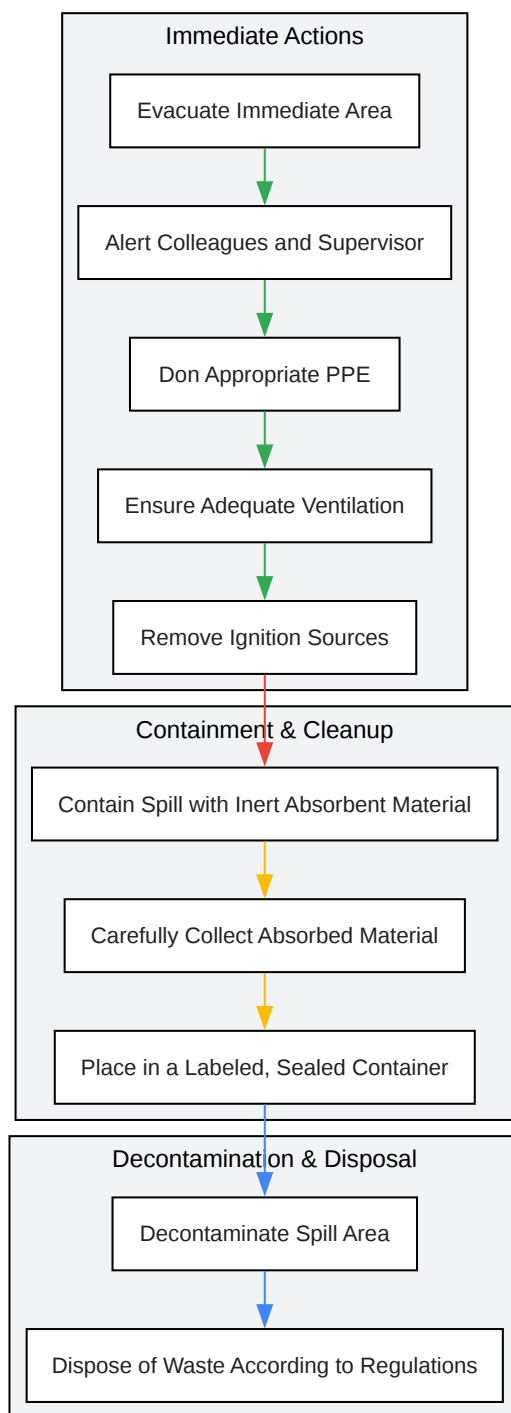 Immediate Actions
Evacuate Immediate Area
Alert Colleagues and Supervisor
Don Appropriate PPE
Ensure Adequate Ventilation
Remove Ignition Sources
Containment & Cleanup
Contain Spill with Inert Absorbent Material
Carefully Collect Absorbed Material
Place in a Labeled, Sealed Container
Decontamination & Disposal
Decontaminate Spill Area
Dispose of Waste According to Regulations